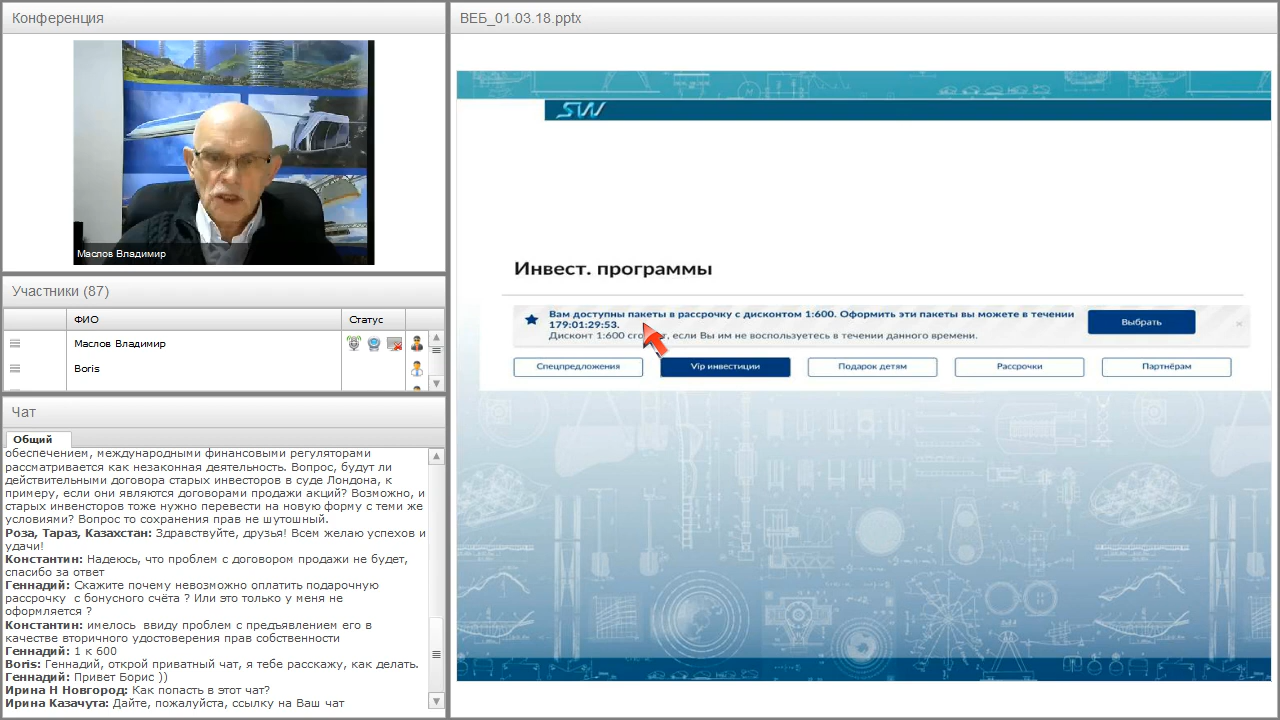 Конференция
Маслов Владимир
Участники (87)
ФИО
Статус
Маслов Владимир
Boris
Чат
Общий
обеспечением, международными финансовыми регуляторами
рассматривается как незаконная деятельность. Вопрос, будут ли
действительными договора старых инвесторов в суде Лондона, к
примеру, если они являются договорами продажи акций? Возможно, и
старых инвенсторов тоже нужно перевести на новую форму с теми же
условиями? Вопрос то сохранения прав не шутошный.
Роза, Тараз, Казахстан: Здравствуйте, друзья! Всем желаю успехов и
удачи!
Константин: Надеюсь, что проблем с договором продажи не будет,
спасибо за ответ
Геннадий: Скажите почему невозможно оплатить подарочную
рассрочку с бонусного счёта ? Или это только у меня не
оформляется ?
Константин: имелось ввиду проблем с предъявлением его в
качестве вторичного удостоверения прав собственности
Геннадий: 1 к 600
Boris: Геннадий, открой приватный чат, я тебе расскажу, как делать.
Геннадий: Привет Борис ))
Ирина Н Новгород: Как попасть в этот чат?
Ирина Казачута: Дайте, пожалуйста, ссылку на Ваш чат
ВЕБ_01.03.18.pptx
SW
Инвест. программы
Вам доступны пакеты в рассрочку с дисконтом 1:600. Оформить эти пакеты вы можете в течении
179:01:29:53.
Дисконт 1:600 если Вы им не воспользуетесь в течении данного времени.
Выбрать
Спецпредложения
Vip инвестиции
Подарок детям
Рассрочки
Партнёрам